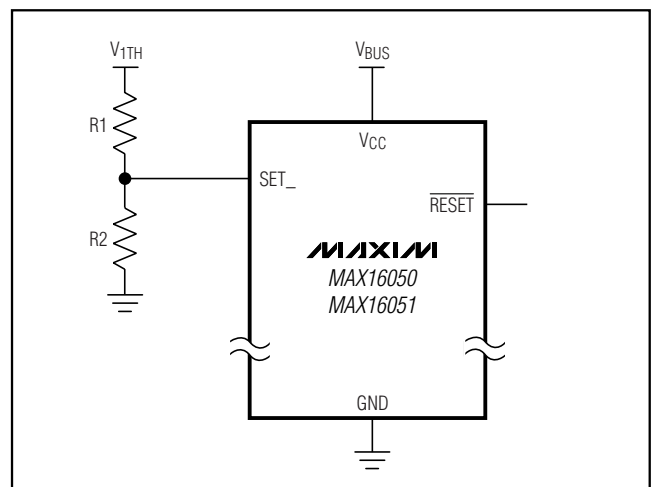 V1TH
VBUS
R1
VCC
SET_
RESET
R2
MAXIM
MAX16050
MAX16051
GND